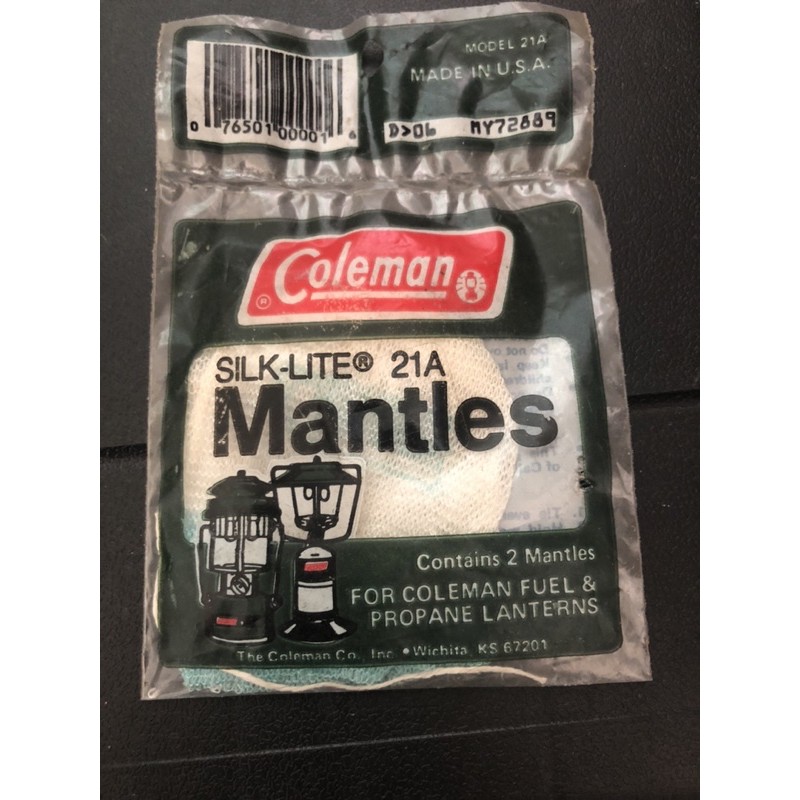 MODEL 21A
MADE IN U.S.A.
0 76501 00001 6
D>06 MY72889
Coleman
®
SILK-LITE® 21A
Mantles
Contains 2 Mantles
FOR COLEMAN FUEL &
PROPANE LANTERNS
The Coleman Co., Inc. • Wichita, KS 67201